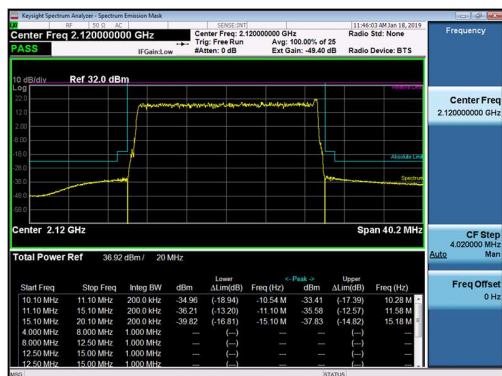 Keysight Spectrum Analyzer - Spectrum Emission Mask
RF 50 Ω AC SENSE:INT 11:46:03 AM Jan 18, 2019
Center Freq 2.120000000 GHz Center Freq: 2.120000000 GHz Radio Std: None Frequency
PASS Trig: Free Run Avg: 100.00% of 25
IFGain:Low #Atten: 0 dB Ext Gain: -49.40 dB Radio Device: BTS
10 dB/div Ref 32.0 dBm
Log
22.0
12.0
2.00
-8.00
-18.0
-28.0
-38.0
-48.0
Relative Limit
Absolute Limit
Spectrum
Center 2.12 GHz Span 40.2 MHz
Total Power Ref 36.92 dBm / 20 MHz
Lower <- Peak -> Upper
Start Freq Stop Freq Integ BW dBm ΔLim(dB) Freq (Hz) dBm ΔLim(dB) Freq (Hz)
10.10 MHz 11.10 MHz 200.0 kHz -34.96 (-18.94) -10.54 M -33.41 (-17.39) 10.28 M
11.10 MHz 15.10 MHz 200.0 kHz -36.21 (-13.20) -11.10 M -35.58 (-12.57) 11.58 M
15.10 MHz 20.10 MHz 200.0 kHz -39.82 (-16.81) -15.10 M -37.83 (-14.82) 15.18 M
4.000 MHz 8.000 MHz 1.000 MHz --- (---) --- --- (---) ---
8.000 MHz 12.50 MHz 1.000 MHz --- (---) --- --- (---) ---
12.50 MHz 15.00 MHz 1.000 MHz --- (---) --- --- (---) ---
12.50 MHz 15.00 MHz 1.000 MHz --- (---) --- --- (---) ---
Center Freq
2.120000000 GHz
CF Step
4.020000 MHz
Auto Man
Freq Offset
0 Hz
MSG STATUS